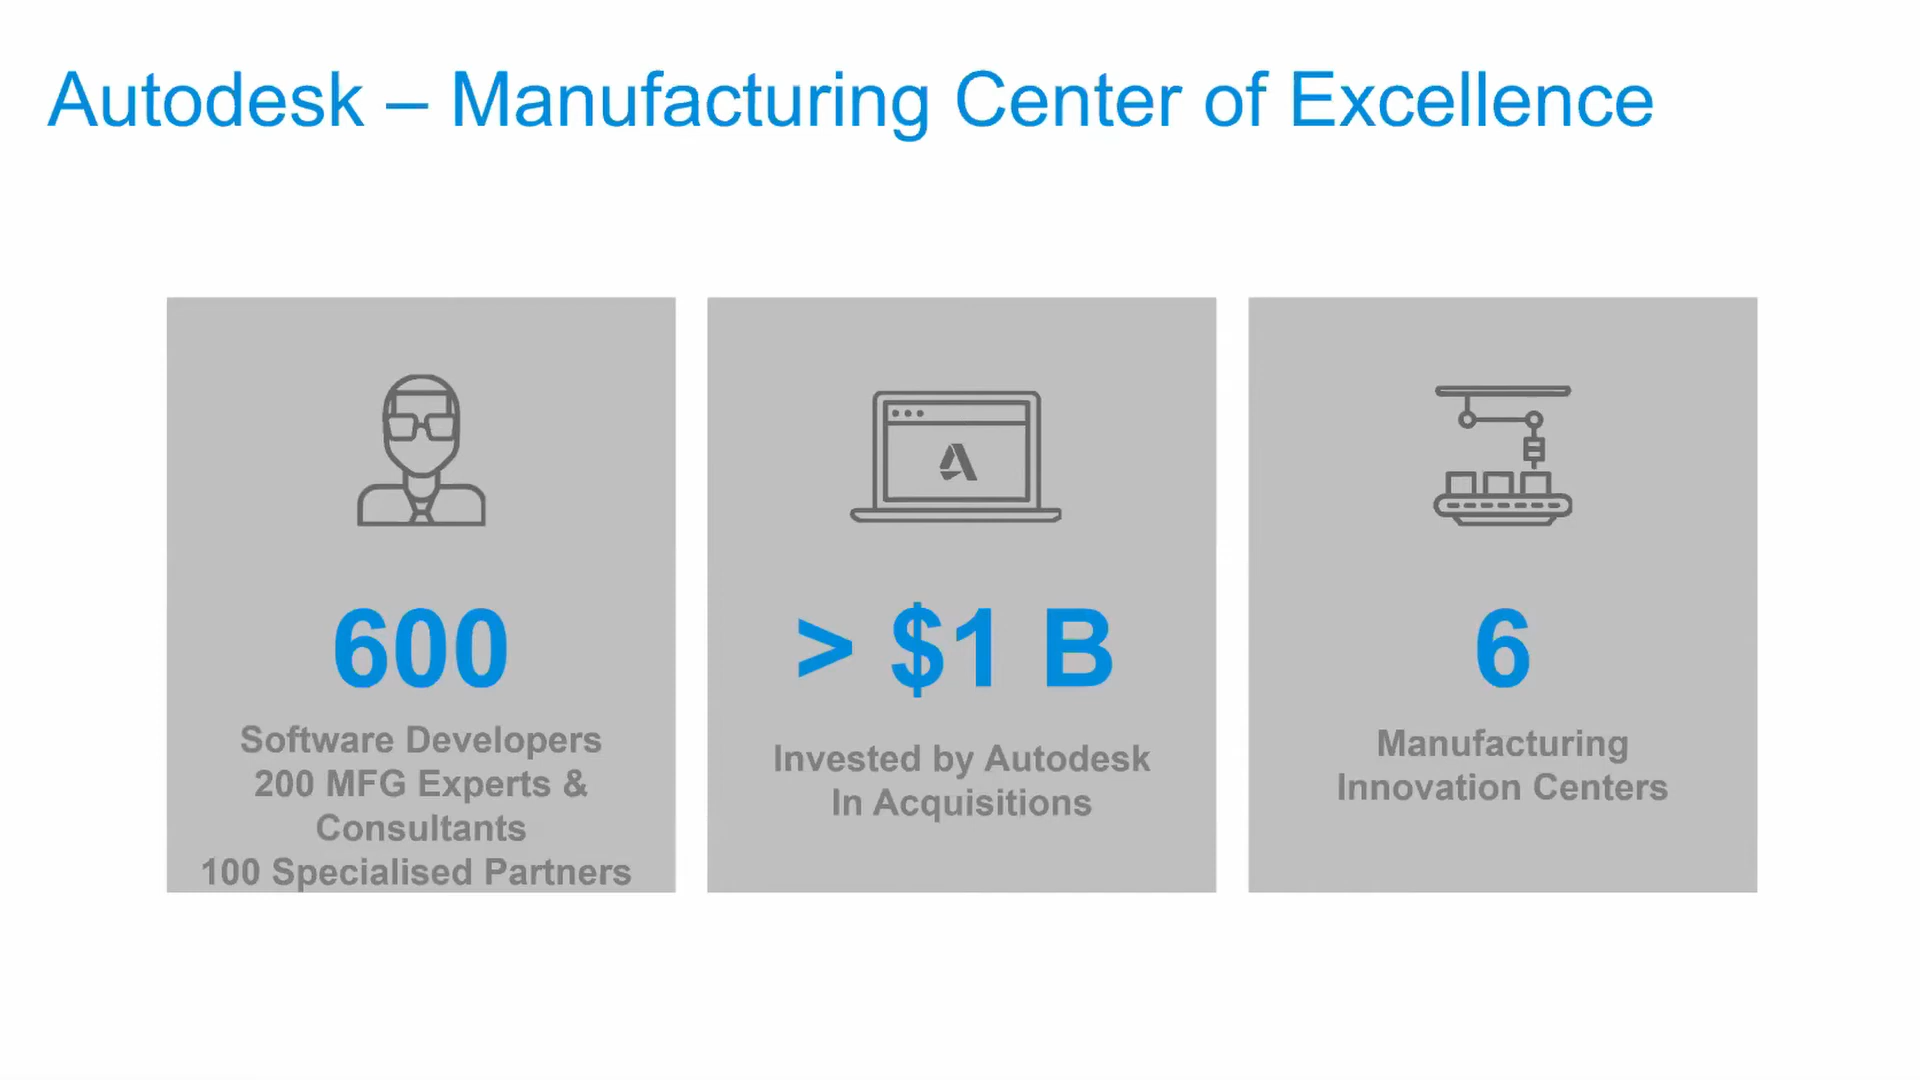 Autodesk – Manufacturing Center of Excellence
600
Software Developers
200 MFG Experts &
Consultants
100 Specialised Partners
> $1 B
Invested by Autodesk
In Acquisitions
6
Manufacturing
Innovation Centers